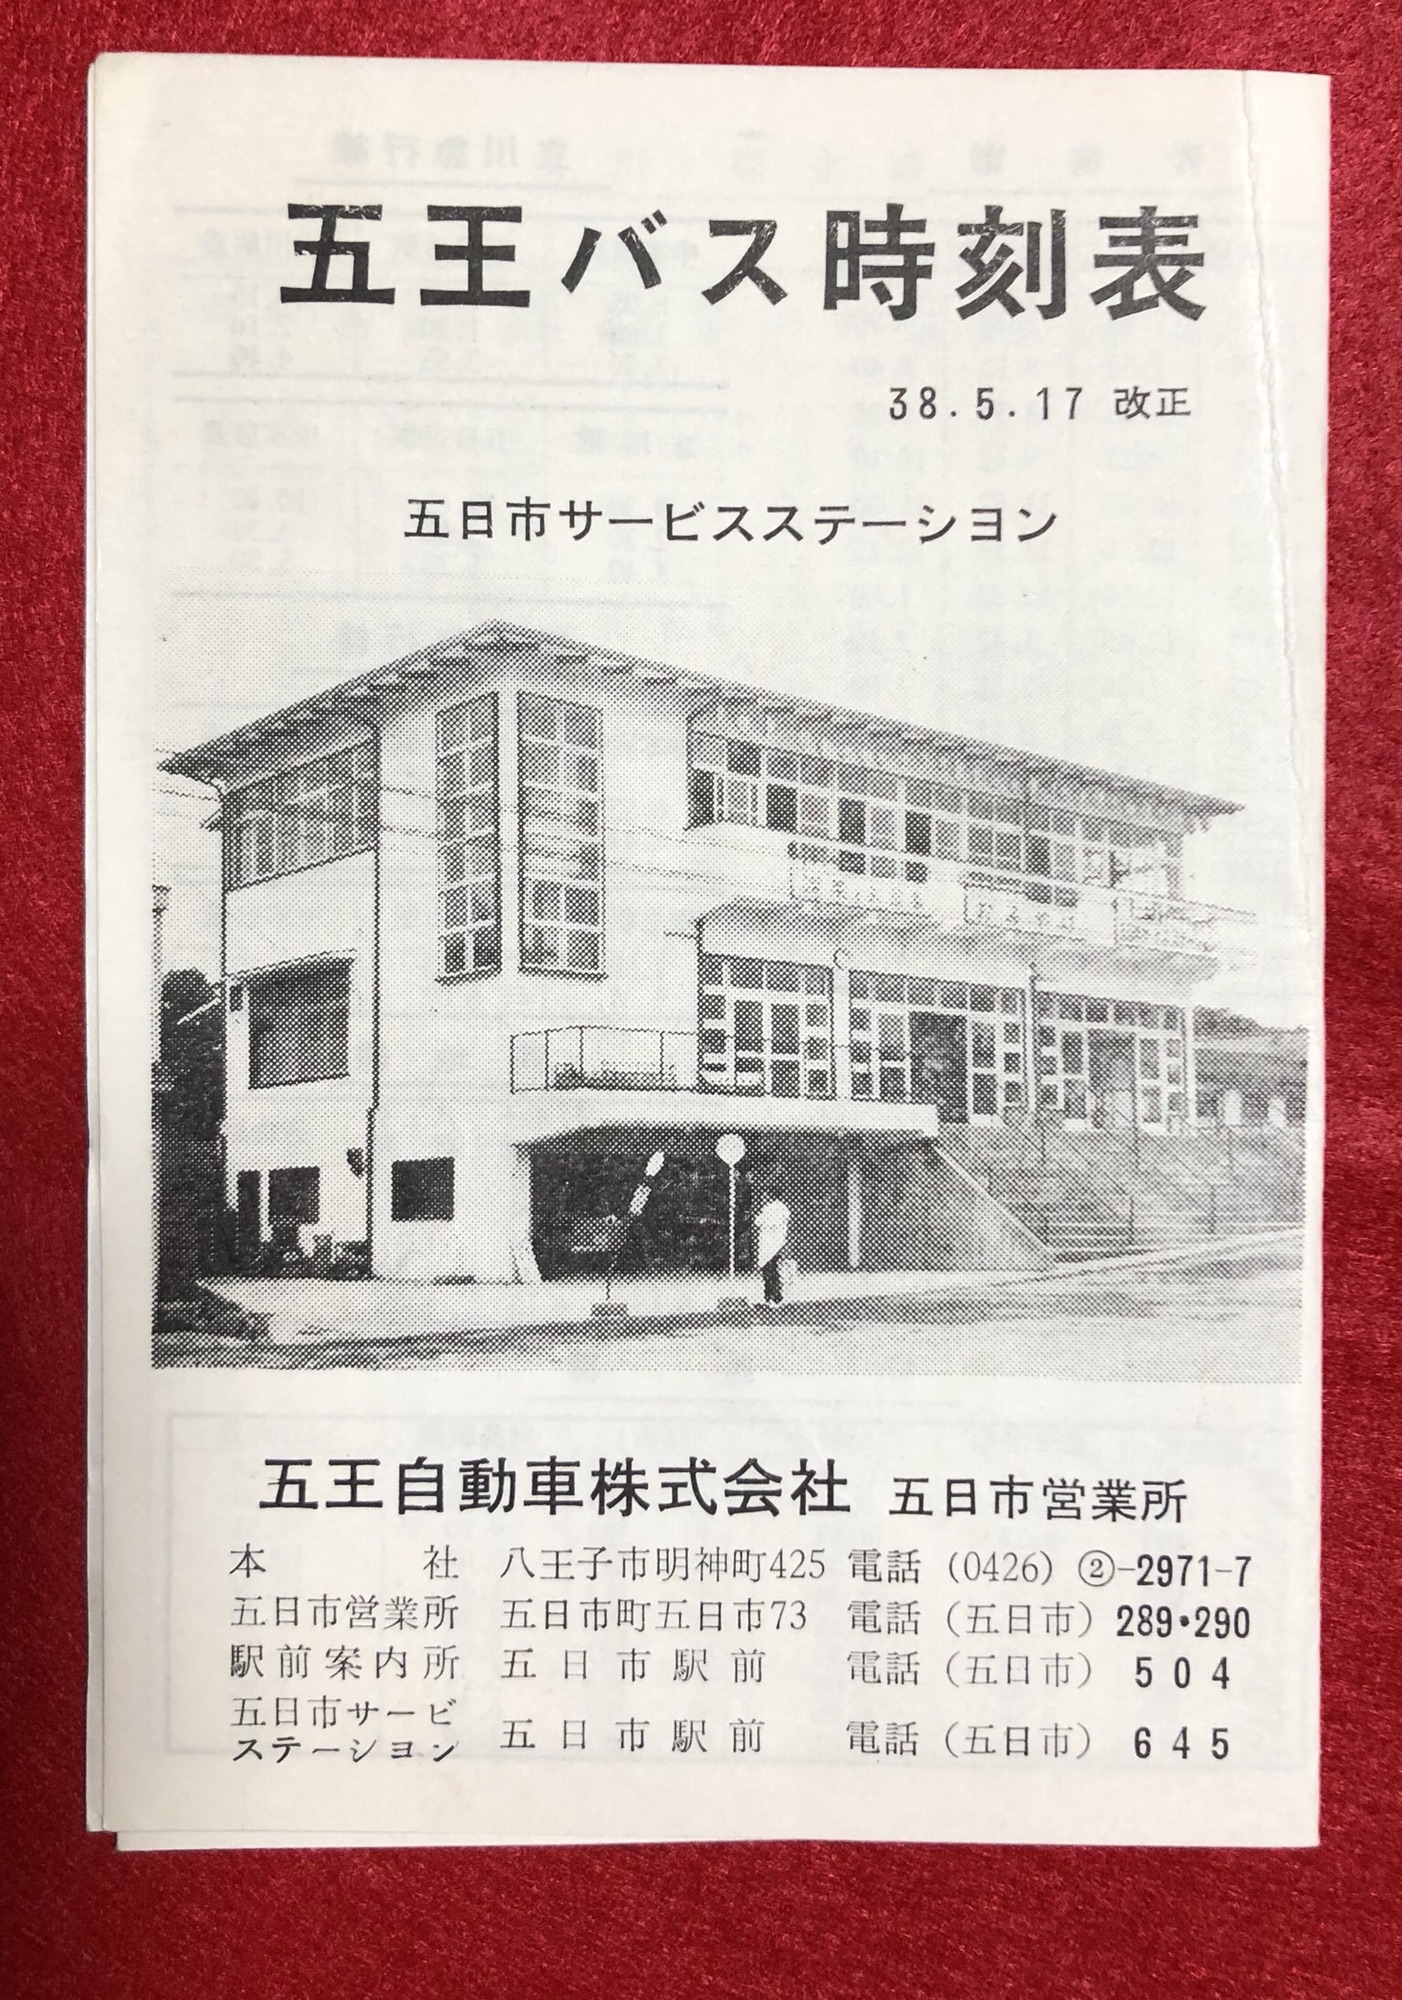 五王バス時刻表
38.5.17 改正
五日市サービスステーション
五王自動車株式会社 五日市営業所
本社 八王子市明神町425 電話 (0426) ②-2971-7
五日市営業所 五日市町五日市73 電話 (五日市) 289・290
駅前案内所 五日市駅前 電話 (五日市) 504
五日市サービ
ステーション 五日市駅前 電話 (五日市) 645